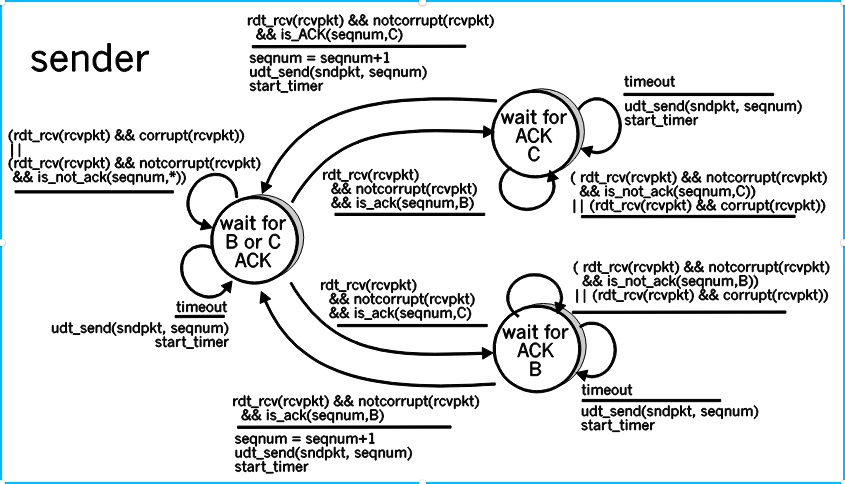 sender
rdt_rcv(rcvpkt) && notcorrupt(rcvpkt)
&& is_ACK(seqnum,C)
seqnum = seqnum+1
udt_send(sndpkt, seqnum)
start_timer
timeout
udt_send(sndpkt, seqnum)
start_timer
wait for
ACK
C
(rdt_rcv(rcvpkt) && corrupt(rcvpkt))
||
(rdt_rcv(rcvpkt) && notcorrupt(rcvpkt)
&& is_not_ack(seqnum,*))
rdt_rcv(rcvpkt)
&& notcorrupt(rcvpkt)
&& is_ack(seqnum,B)
( rdt_rcv(rcvpkt) && notcorrupt(rcvpkt)
&& is_not_ack(seqnum,C))
|| (rdt_rcv(rcvpkt) && corrupt(rcvpkt))
wait for
B or C
ACK
timeout
udt_send(sndpkt, seqnum)
start_timer
rdt_rcv(rcvpkt)
&& notcorrupt(rcvpkt)
&& is_ack(seqnum,C)
( rdt_rcv(rcvpkt) && notcorrupt(rcvpkt)
&& is_not_ack(seqnum,B))
|| (rdt_rcv(rcvpkt) && corrupt(rcvpkt))
wait for
ACK
B
timeout
udt_send(sndpkt, seqnum)
start_timer
rdt_rcv(rcvpkt) && notcorrupt(rcvpkt)
&& is_ack(seqnum,B)
seqnum = seqnum+1
udt_send(sndpkt, seqnum)
start_timer